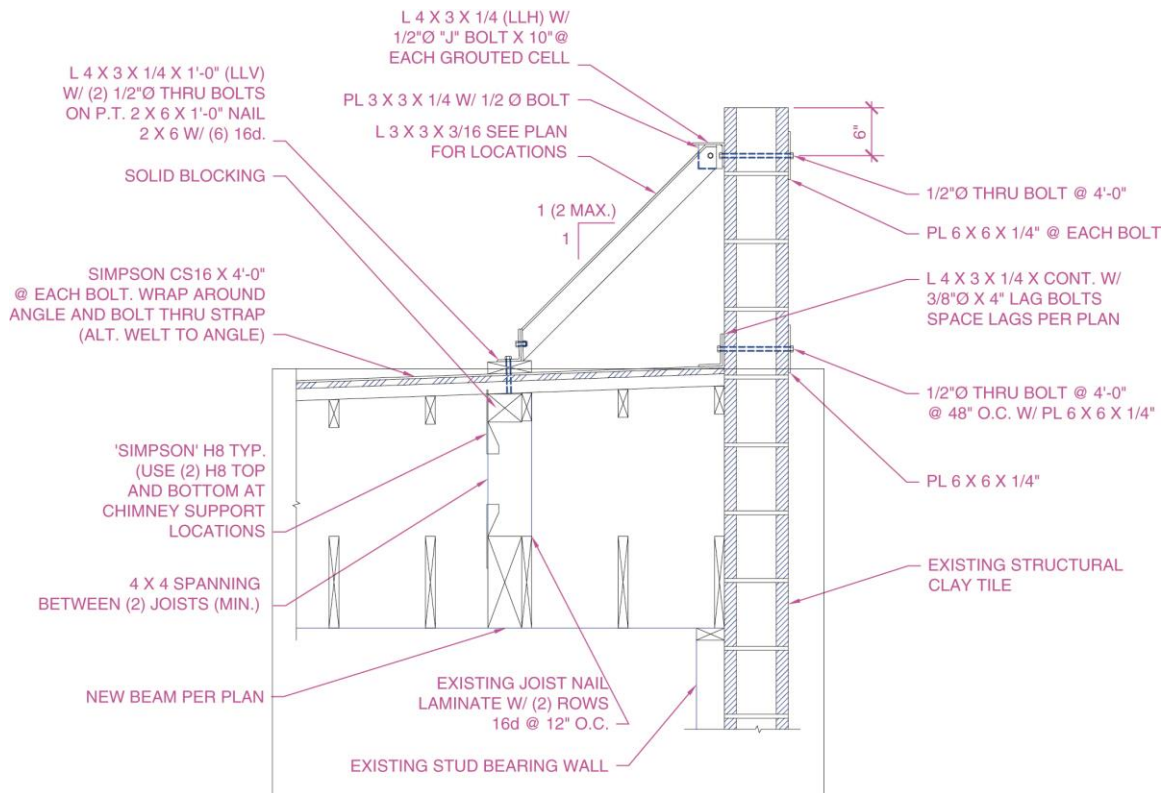 L 4 X 3 X 1/4 (LLH) W/
1/2"Ø "J" BOLT X 10"@
EACH GROUTED CELL
L 4 X 3 X 1/4 X 1'-0" (LLV)
W/ (2) 1/2"Ø THRU BOLTS
ON P.T. 2 X 6 X 1'-0" NAIL
2 X 6 W/ (6) 16d.
PL 3 X 3 X 1/4 W/ 1/2 Ø BOLT
L 3 X 3 X 3/16 SEE PLAN
FOR LOCATIONS
6"
SOLID BLOCKING
1/2"Ø THRU BOLT @ 4'-0"
1 (2 MAX.)
1
PL 6 X 6 X 1/4" @ EACH BOLT
SIMPSON CS16 X 4'-0"
@ EACH BOLT. WRAP AROUND
ANGLE AND BOLT THRU STRAP
(ALT. WELT TO ANGLE)
L 4 X 3 X 1/4 X CONT. W/
3/8"Ø X 4" LAG BOLTS
SPACE LAGS PER PLAN
1/2"Ø THRU BOLT @ 4'-0"
@ 48" O.C. W/ PL 6 X 6 X 1/4"
'SIMPSON' H8 TYP.
(USE (2) H8 TOP
AND BOTTOM AT
CHIMNEY SUPPORT
LOCATIONS
PL 6 X 6 X 1/4"
4 X 4 SPANNING
BETWEEN (2) JOISTS (MIN.)
EXISTING STRUCTURAL
CLAY TILE
NEW BEAM PER PLAN
EXISTING JOIST NAIL
LAMINATE W/ (2) ROWS
16d @ 12" O.C.
EXISTING STUD BEARING WALL